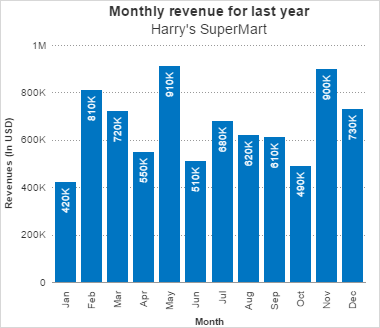 Monthly revenue for last year
Harry's SuperMart
Revenues (In USD)
1M
800K
600K
400K
200K
0
420K
810K
720K
550K
910K
510K
680K
620K
610K
490K
900K
730K
Jan
Feb
Mar
Apr
May
Jun
Jul
Aug
Sep
Oct
Nov
Dec
Month